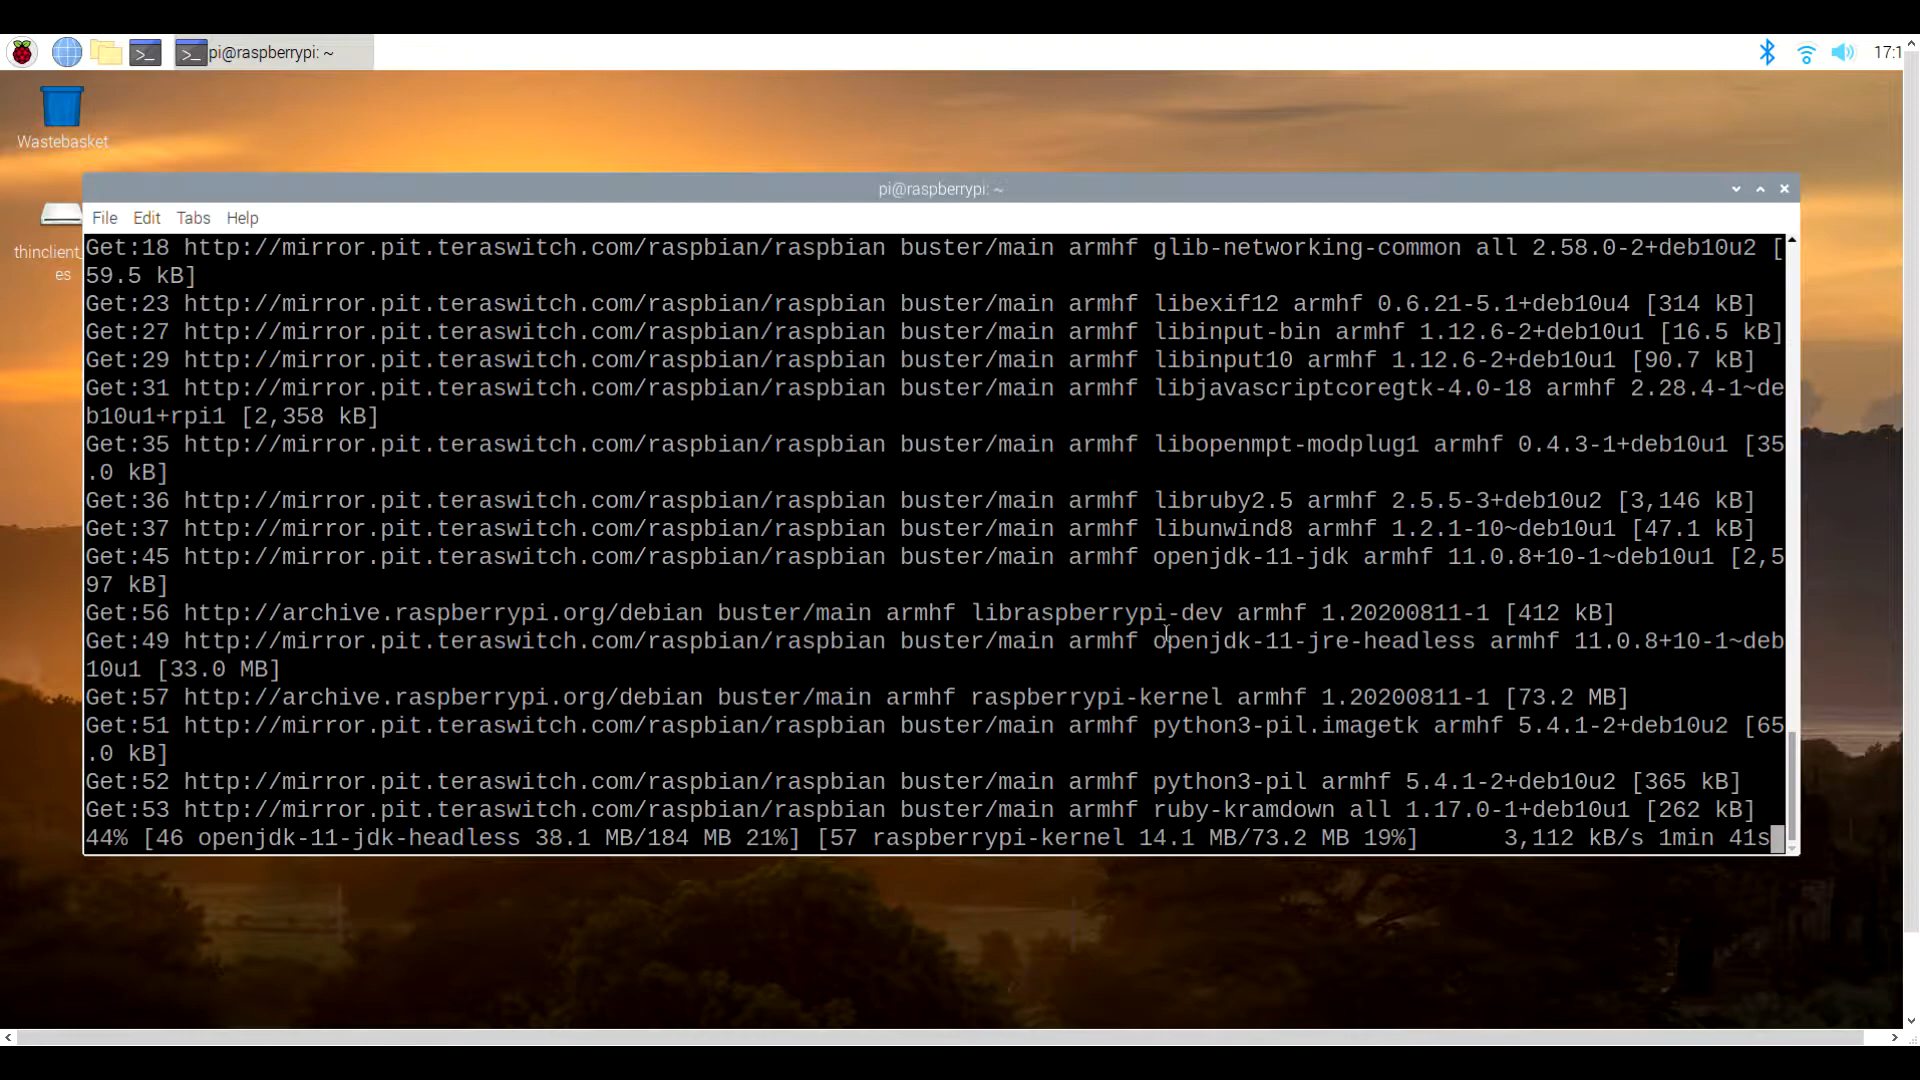 pi@raspberrypi: ~
17:1
Wastebasket
thinclient_
es
pi@raspberrypi: ~
File Edit Tabs Help
Get:18 http://mirror.pit.teraswitch.com/raspbian/raspbian buster/main armhf glib-networking-common all 2.58.0-2+deb10u2 [
59.5 kB]
Get:23 http://mirror.pit.teraswitch.com/raspbian/raspbian buster/main armhf libexif12 armhf 0.6.21-5.1+deb10u4 [314 kB]
Get:27 http://mirror.pit.teraswitch.com/raspbian/raspbian buster/main armhf libinput-bin armhf 1.12.6-2+deb10u1 [16.5 kB]
Get:29 http://mirror.pit.teraswitch.com/raspbian/raspbian buster/main armhf libinput10 armhf 1.12.6-2+deb10u1 [90.7 kB]
Get:31 http://mirror.pit.teraswitch.com/raspbian/raspbian buster/main armhf libjavascriptcoregtk-4.0-18 armhf 2.28.4-1~de
b10u1+rpi1 [2,358 kB]
Get:35 http://mirror.pit.teraswitch.com/raspbian/raspbian buster/main armhf libopenmpt-modplug1 armhf 0.4.3-1+deb10u1 [35
.0 kB]
Get:36 http://mirror.pit.teraswitch.com/raspbian/raspbian buster/main armhf libruby2.5 armhf 2.5.5-3+deb10u2 [3,146 kB]
Get:37 http://mirror.pit.teraswitch.com/raspbian/raspbian buster/main armhf libunwind8 armhf 1.2.1-10~deb10u1 [47.1 kB]
Get:45 http://mirror.pit.teraswitch.com/raspbian/raspbian buster/main armhf openjdk-11-jdk armhf 11.0.8+10-1~deb10u1 [2,5
97 kB]
Get:56 http://archive.raspberrypi.org/debian buster/main armhf libraspberrypi-dev armhf 1.20200811-1 [412 kB]
Get:49 http://mirror.pit.teraswitch.com/raspbian/raspbian buster/main armhf openjdk-11-jre-headless armhf 11.0.8+10-1~deb
10u1 [33.0 MB]
Get:57 http://archive.raspberrypi.org/debian buster/main armhf raspberrypi-kernel armhf 1.20200811-1 [73.2 MB]
Get:51 http://mirror.pit.teraswitch.com/raspbian/raspbian buster/main armhf python3-pil.imagetk armhf 5.4.1-2+deb10u2 [65
.0 kB]
Get:52 http://mirror.pit.teraswitch.com/raspbian/raspbian buster/main armhf python3-pil armhf 5.4.1-2+deb10u2 [365 kB]
Get:53 http://mirror.pit.teraswitch.com/raspbian/raspbian buster/main armhf ruby-kramdown all 1.17.0-1+deb10u1 [262 kB]
44% [46 openjdk-11-jdk-headless 38.1 MB/184 MB 21%] [57 raspberrypi-kernel 14.1 MB/73.2 MB 19%] 3,112 kB/s 1min 41s